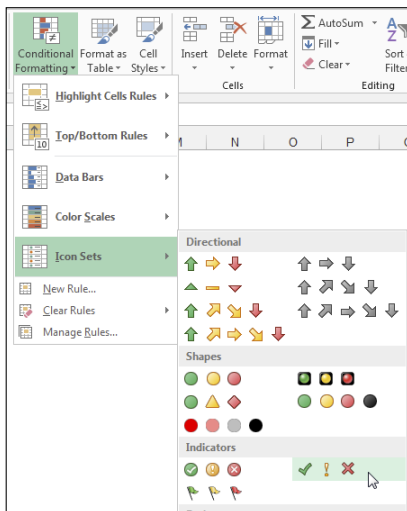 Conditional Formatting
Format as Table
Cell Styles
Insert
Delete
Format
AutoSum
Fill
Clear
Sort
Filter
Cells
Editing
Highlight Cells Rules
Top/Bottom Rules
10
N
O
P
Data Bars
Color Scales
Icon Sets
New Rule...
Clear Rules
Manage Rules...
Directional
Shapes
Indicators